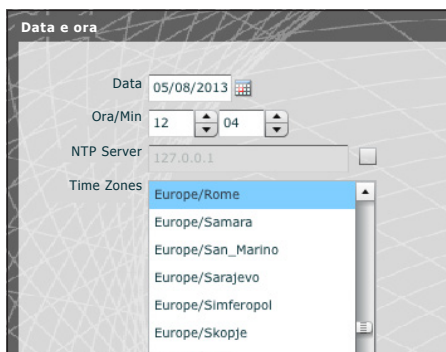 Data e ora
Data 05/08/2013
Ora/Min 12 04
NTP Server 127.0.0.1
Time Zones Europe/Rome
Europe/Samara
Europe/San_Marino
Europe/Sarajevo
Europe/Simferopol
Europe/Skopje